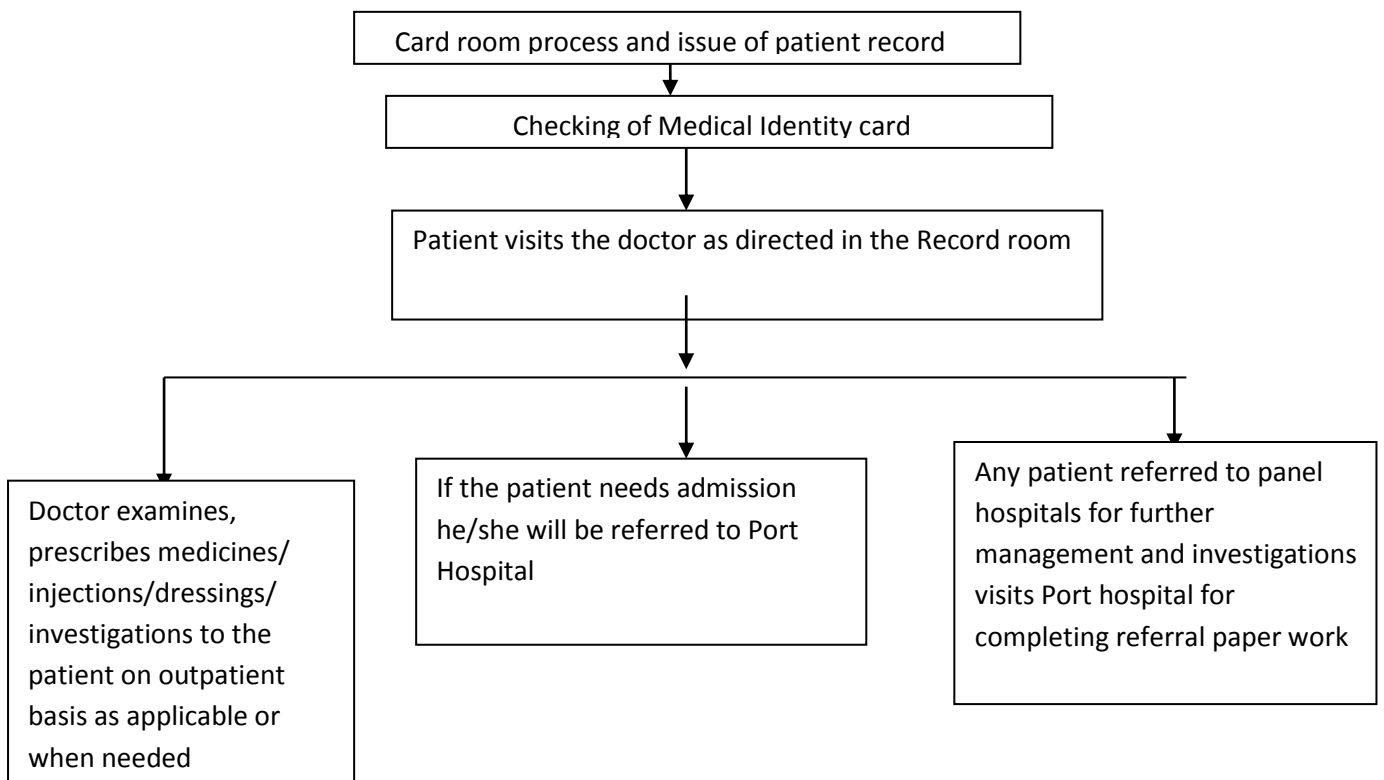 Card room process and issue of patient record
Checking of Medical Identity card
Patient visits the doctor as directed in the Record room
Doctor examines,
prescribes medicines/
injections/dressings/
investigations to the
patient on outpatient
basis as applicable or
when needed
If the patient needs admission
he/she will be referred to Port
Hospital
Any patient referred to panel
hospitals for further
management and investigations
visits Port hospital for
completing referral paper work